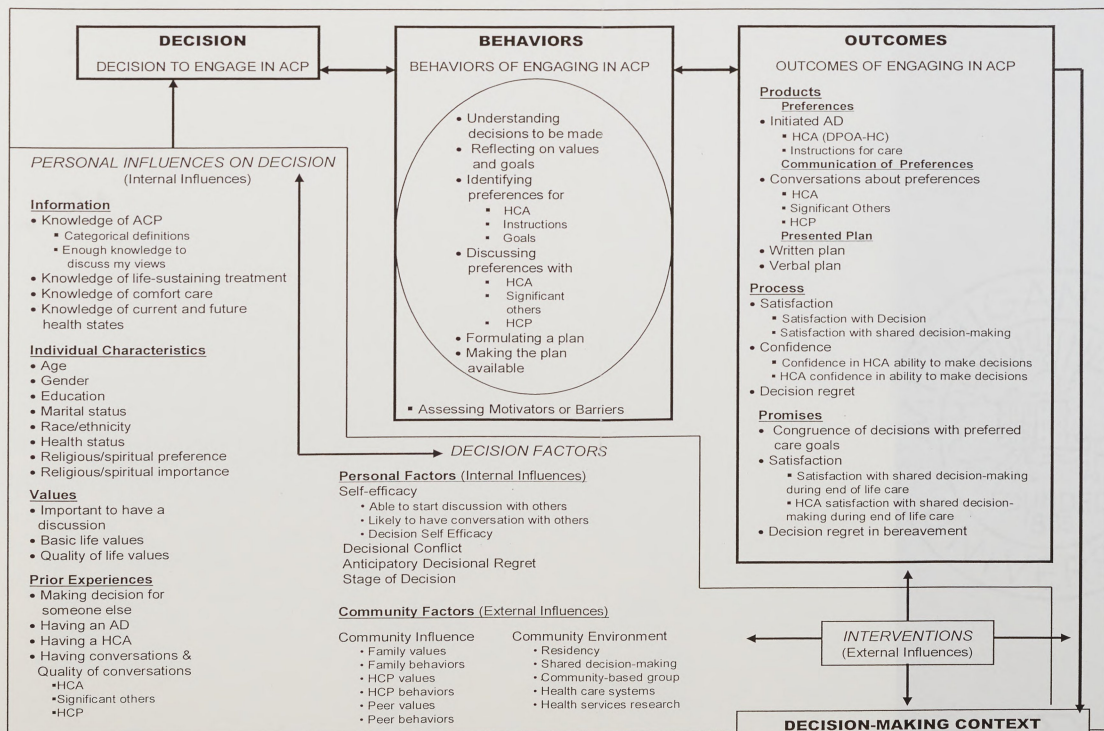 DECISION
DECISION TO ENGAGE IN ACP
BEHAVIORS
BEHAVIORS OF ENGAGING IN ACP
• Understanding
decisions to be made
• Reflecting on values
and goals
• Identifying
preferences for
▪ HCA
▪ Instructions
▪ Goals
• Discussing
preferences with
▪ HCA
▪ Significant
others
▪ HCP
• Formulating a plan
• Making the plan
available
▪ Assessing Motivators or Barriers
OUTCOMES
OUTCOMES OF ENGAGING IN ACP
Products
Preferences
• Initiated AD
▪ HCA (DPOA-HC)
▪ Instructions for care
Communication of Preferences
• Conversations about preferences
▪ HCA
▪ Significant Others
▪ HCP
Presented Plan
• Written plan
• Verbal plan
Process
• Satisfaction
▪ Satisfaction with Decision
▪ Satisfaction with shared decision-making
• Confidence
▪ Confidence in HCA ability to make decisions
▪ HCA confidence in ability to make decisions
• Decision regret
Promises
• Congruence of decisions with preferred
care goals
• Satisfaction
▪ Satisfaction with shared decision-making
during end of life care
▪ HCA satisfaction with shared decision-
making during end of life care
• Decision regret in bereavement
PERSONAL INFLUENCES ON DECISION
(Internal Influences)
Information
• Knowledge of ACP
▪ Categorical definitions
▪ Enough knowledge to
discuss my views
• Knowledge of life-sustaining treatment
• Knowledge of comfort care
• Knowledge of current and future
health states
Individual Characteristics
• Age
• Gender
• Education
• Marital status
• Race/ethnicity
• Health status
• Religious/spiritual preference
• Religious/spiritual importance
Values
• Important to have a
discussion
• Basic life values
• Quality of life values
Prior Experiences
• Making decision for
someone else
• Having an AD
• Having a HCA
• Having conversations &
Quality of conversations
▪HCA
▪Significant others
▪HCP
DECISION FACTORS
Personal Factors (Internal Influences)
Self-efficacy
• Able to start discussion with others
• Likely to have conversation with others
• Decision Self Efficacy
Decisional Conflict
Anticipatory Decisional Regret
Stage of Decision
Community Factors (External Influences)
Community Influence
• Family values
• Family behaviors
• HCP values
• HCP behaviors
• Peer values
• Peer behaviors
Community Environment
• Residency
• Shared decision-making
• Community-based group
• Health care systems
• Health services research
INTERVENTIONS
(External Influences)
DECISION-MAKING CONTEXT